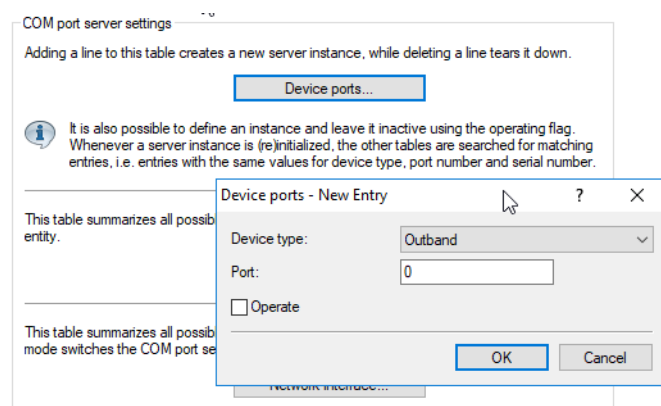 COM port server settings
Adding a line to this table creates a new server instance, while deleting a line tears it down.
Device ports...
It is also possible to define an instance and leave it inactive using the operating flag.
Whenever a server instance is (re)initialized, the other tables are searched for matching
entries, i.e. entries with the same values for device type, port number and serial number.
This table summarizes all possib
entity.
Device ports - New Entry
?
Device type:
Outband
Port:
0
Operate
OK
Cancel
This table summarizes all possib
mode switches the COM port se
Network interface...